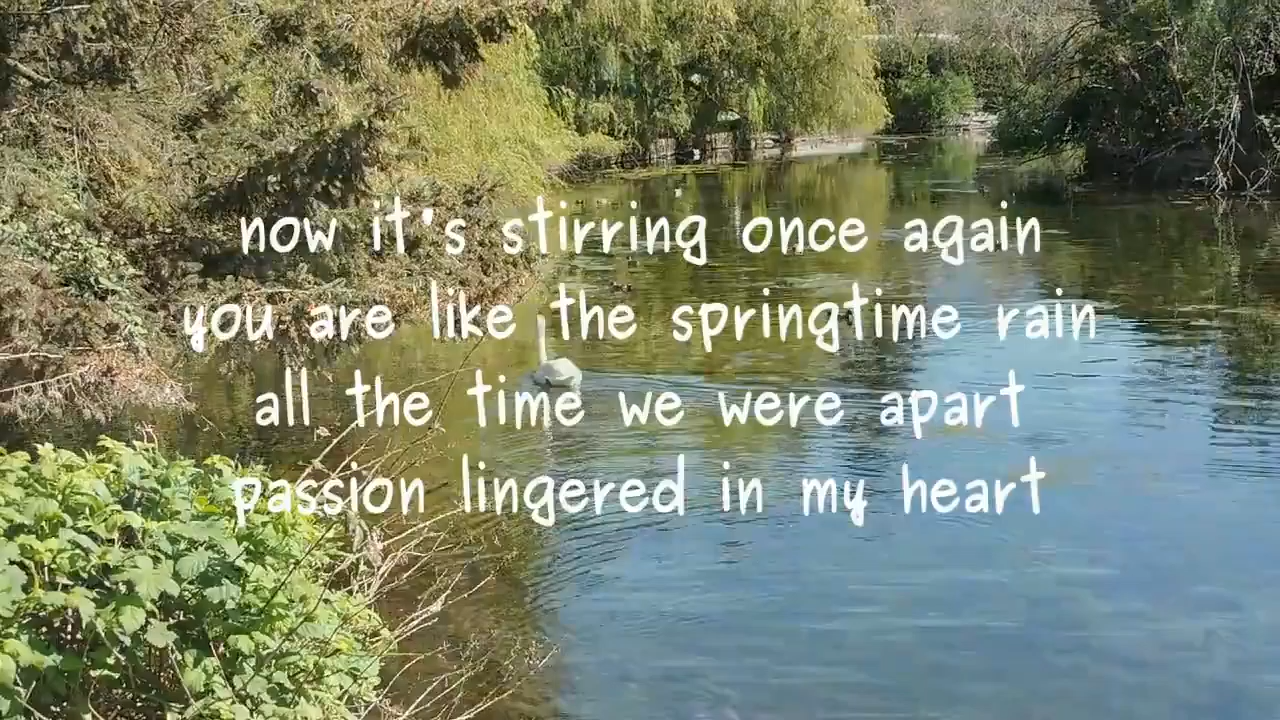 now it's stirring once again
you are like the springtime rain
all the time we were apart
passion lingered in my heart